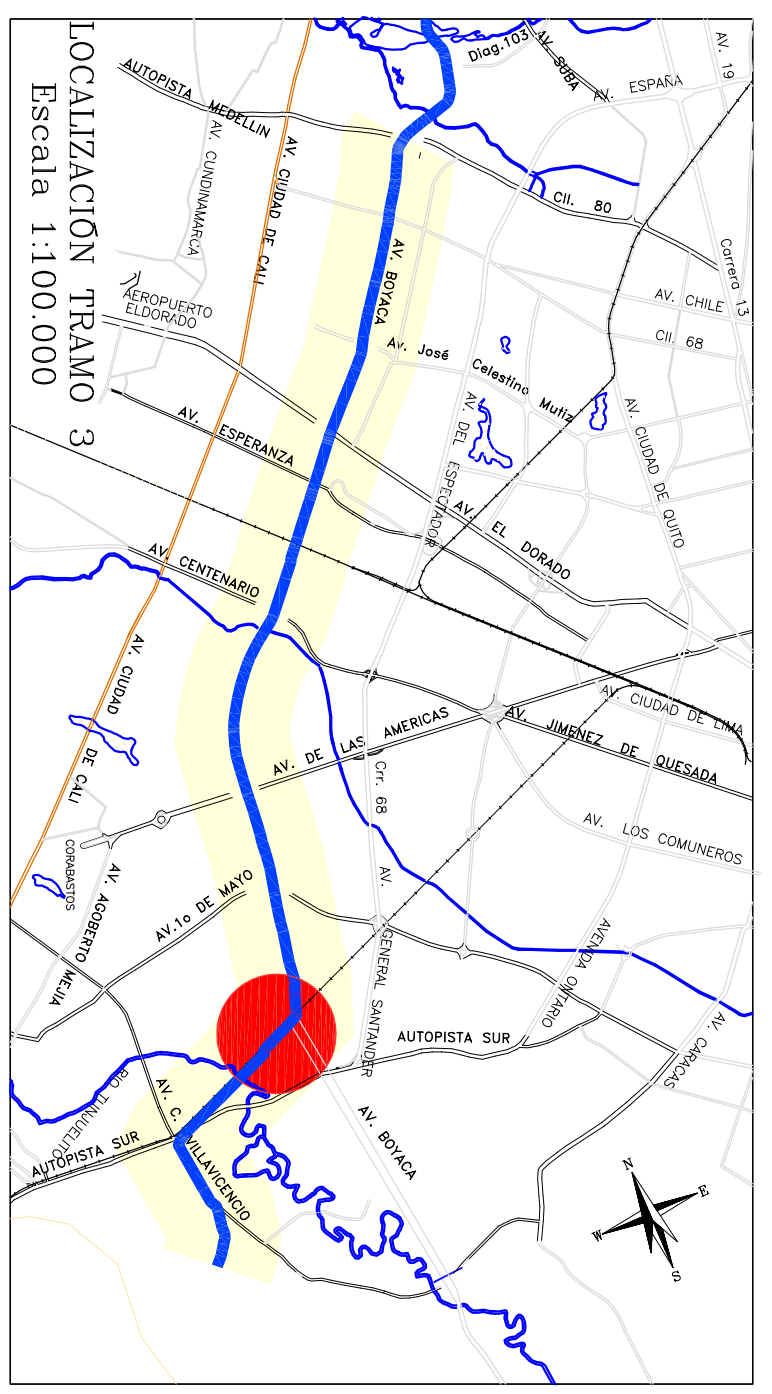 LOCALIZACIÓN TRAMO 3
Escala 1:100.000
Diag.103
AV. SUBA
AV. 19
AV. ESPAÑA
AUTOPISTA MEDELLIN
AV. CUNDINAMARCA
AV. CIUDAD DE CALI
Cll. 80
Carrera 13
AV. BOYACA
AV. CHILE
Cll. 68
AEROPUERTO
ELDORADO
Av. José Celestino Mutiz
AV. DEL ESPECTADOR
AV. CIUDAD DE QUITO
AV. ESPERANZA
AV. EL DORADO
AV. CENTENARIO
AV. CIUDAD DE CALI
AV. CIUDAD DE LIMA
AV. DE LAS AMERICAS
AV. JIMENEZ DE QUESADA
Crr. 68
AV. LOS COMUNEROS
CORABASTOS
AV. AGOBERTO MEJIA
AV.1o DE MAYO
AV. GENERAL SANTANDER
AVENIDA ONTARIO
AV. CARACAS
AUTOPISTA SUR
RIO TUNJUELITO
AV. C. VILLAVICENCIO
AV. BOYACA
AUTOPISTA SUR
N
E
W
S